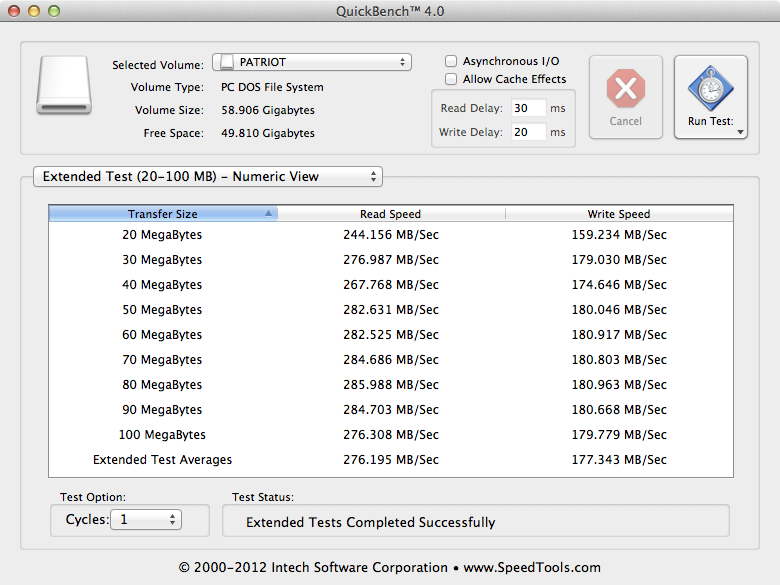 QuickBench™ 4.0
Selected Volume: PATRIOT
Volume Type: PC DOS File System
Volume Size: 58.906 Gigabytes
Free Space: 49.810 Gigabytes
Asynchronous I/O
Allow Cache Effects
Read Delay: 30 ms
Write Delay: 20 ms
Cancel
Run Test:
Extended Test (20-100 MB) - Numeric View
Transfer Size Read Speed Write Speed
20 MegaBytes 244.156 MB/Sec 159.234 MB/Sec
30 MegaBytes 276.987 MB/Sec 179.030 MB/Sec
40 MegaBytes 267.768 MB/Sec 174.646 MB/Sec
50 MegaBytes 282.631 MB/Sec 180.046 MB/Sec
60 MegaBytes 282.525 MB/Sec 180.917 MB/Sec
70 MegaBytes 284.686 MB/Sec 180.803 MB/Sec
80 MegaBytes 285.988 MB/Sec 180.963 MB/Sec
90 MegaBytes 284.703 MB/Sec 180.668 MB/Sec
100 MegaBytes 276.308 MB/Sec 179.779 MB/Sec
Extended Test Averages 276.195 MB/Sec 177.343 MB/Sec
Test Option:
Cycles: 1
Test Status:
Extended Tests Completed Successfully
© 2000-2012 Intech Software Corporation • www.SpeedTools.com